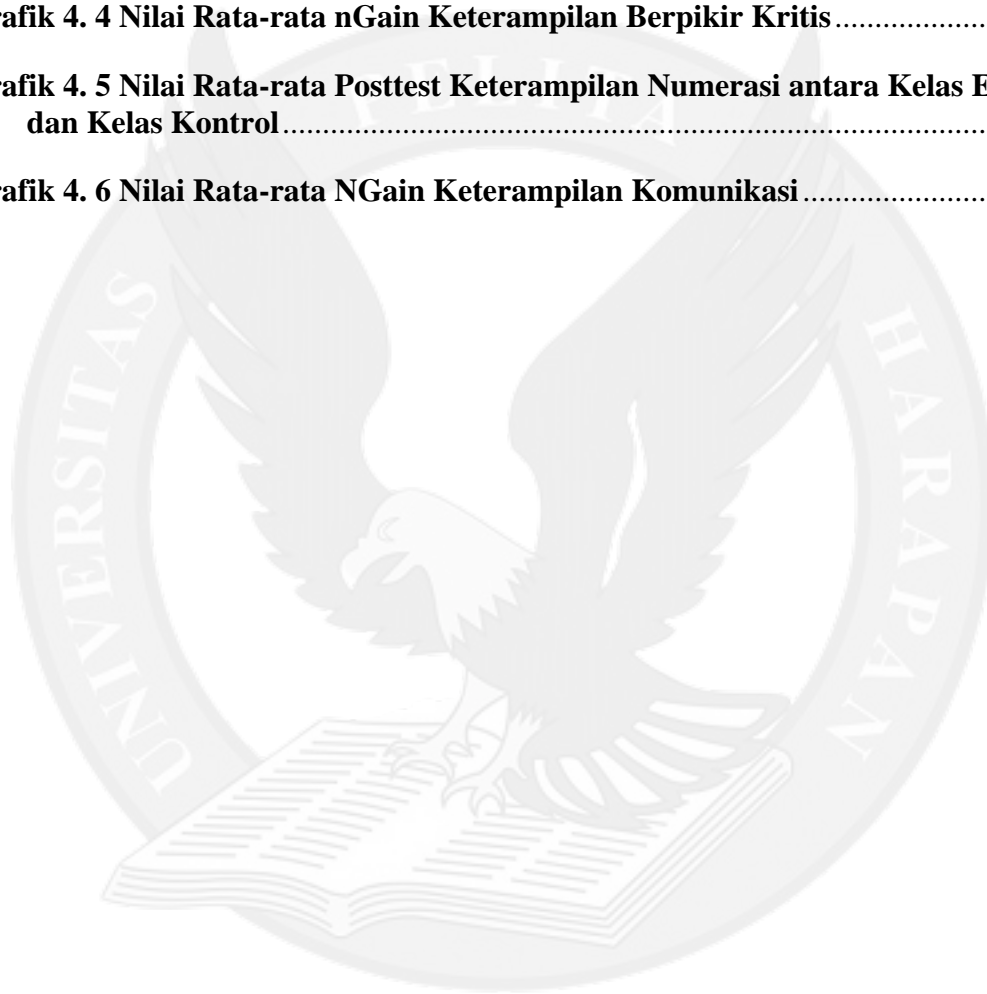 rafik 4. 4 Nilai Rata-rata nGain Keterampilan Berpikir Kritis.....................
rafik 4. 5 Nilai Rata-rata Posttest Keterampilan Numerasi antara Kelas E
dan Kelas Kontrol..........................................................................................
rafik 4. 6 Nilai Rata-rata NGain Keterampilan Komunikasi.........................
UNIVERSITAS PELITA HARAPAN